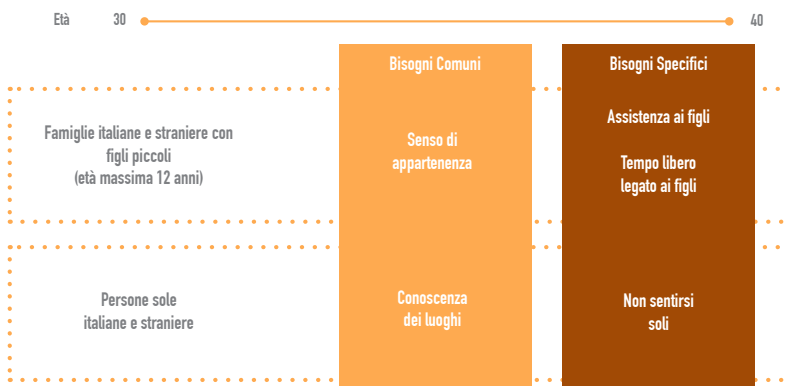 Età 30 40
Bisogni Comuni
Bisogni Specifici
Famiglie italiane e straniere con
figli piccoli
(età massima 12 anni)
Senso di
appartenenza
Assistenza ai figli
Tempo libero
legato ai figli
Persone sole
italiane e straniere
Conoscenza
dei luoghi
Non sentirsi
soli